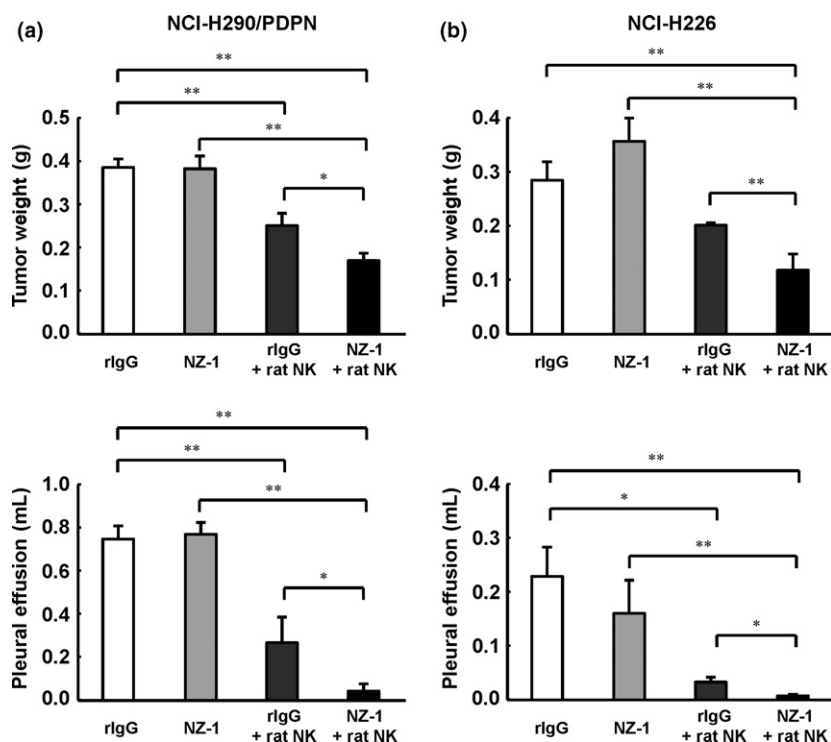 (a)
NCI-H290/PDPN
**
**
**
*
Tumor weight (g)
0.5
0.4
0.3
0.2
0.1
0.0
rIgG
NZ-1
rIgG
+ rat NK
NZ-1
+ rat NK
(b)
NCI-H226
**
**
**
Tumor weight (g)
0.4
0.3
0.2
0.1
0.0
rIgG
NZ-1
rIgG
+ rat NK
NZ-1
+ rat NK
**
**
**
*
Pleural effusion (mL)
1.0
0.8
0.6
0.4
0.2
0.0
rIgG
NZ-1
rIgG
+ rat NK
NZ-1
+ rat NK
**
*
**
*
Pleural effusion (mL)
0.4
0.3
0.2
0.1
0.0
rIgG
NZ-1
rIgG
+ rat NK
NZ-1
+ rat NK